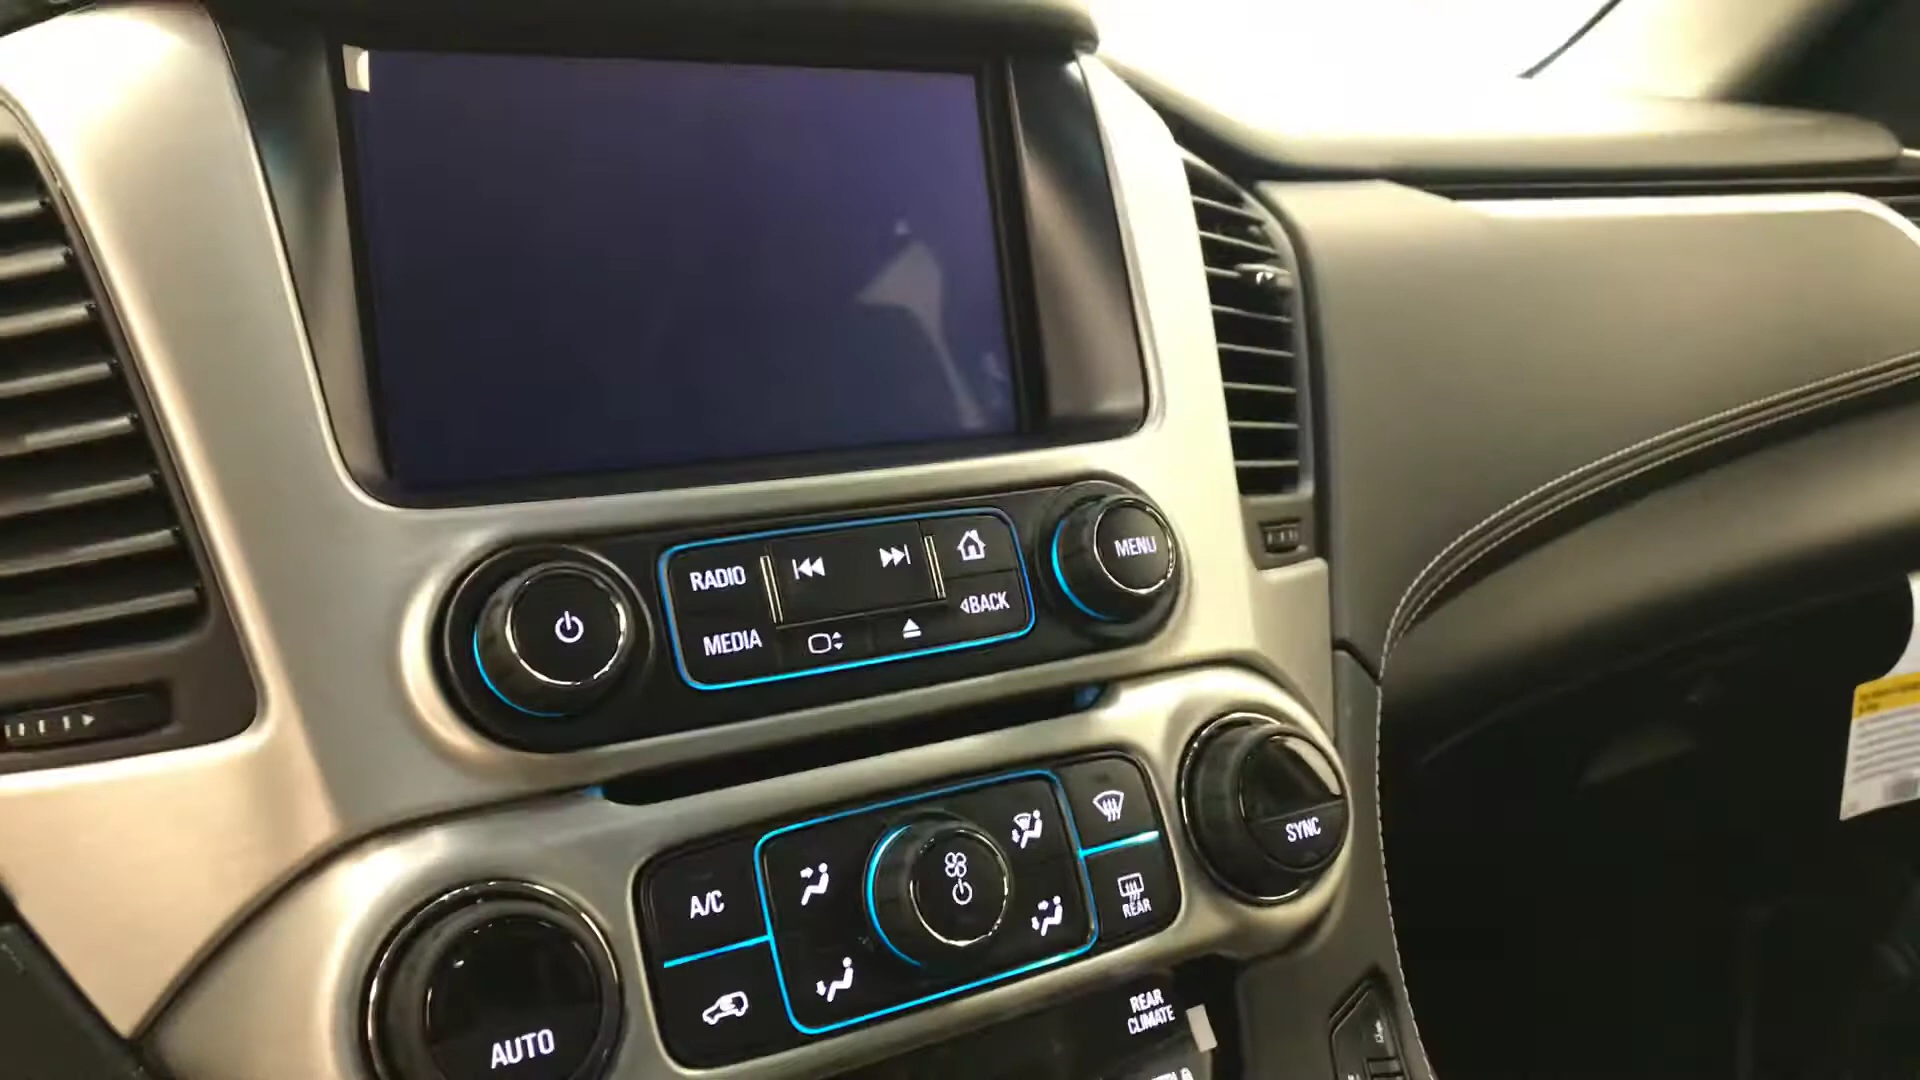 RADIO
MEDIA
◁BACK
MENU
A/C
REAR
SYNC
AUTO
REAR
CLIMATE